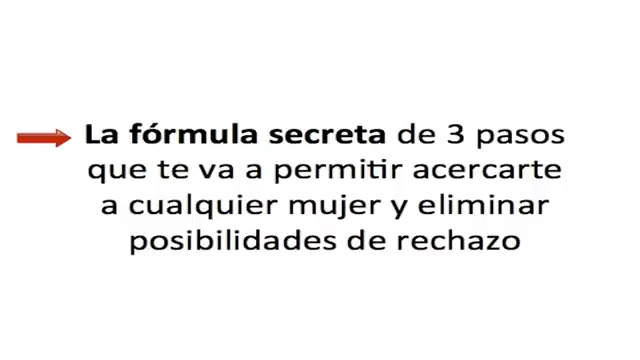 La fórmula secreta de 3 pasos
que te va a permitir acercarte
a cualquier mujer y eliminar
posibilidades de rechazo